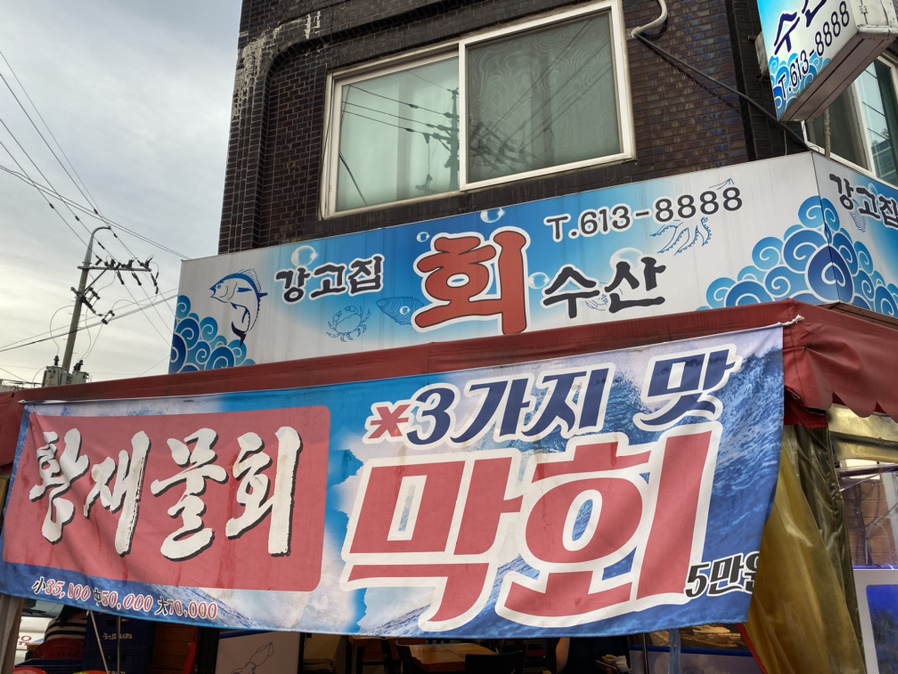 수산
T.613-8888
T.613-8888
강고집 회 수산
강고집
*3가지 맛
황재물회
막회
小35,000 中50,000 大70,000
5만원